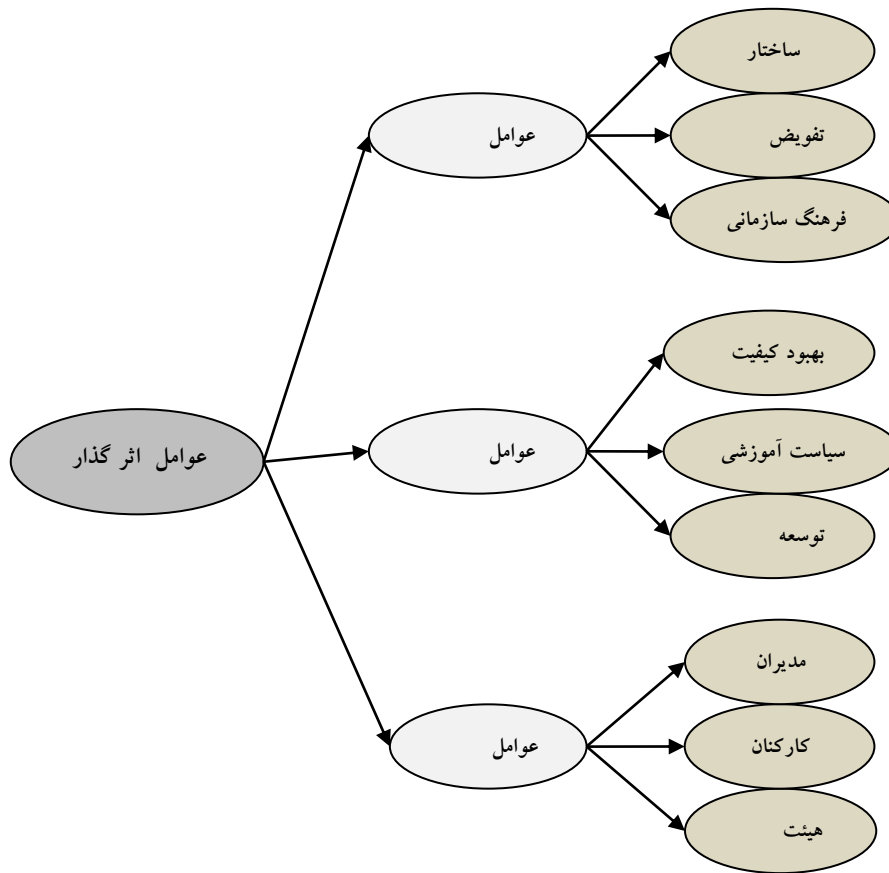 عوامل اثر گذار
عوامل
ساختار
تفویض
فرهنگ سازمانی
عوامل
بهبود کیفیت
سیاست آموزشی
توسعه
عوامل
مدیران
کارکنان
هیئت